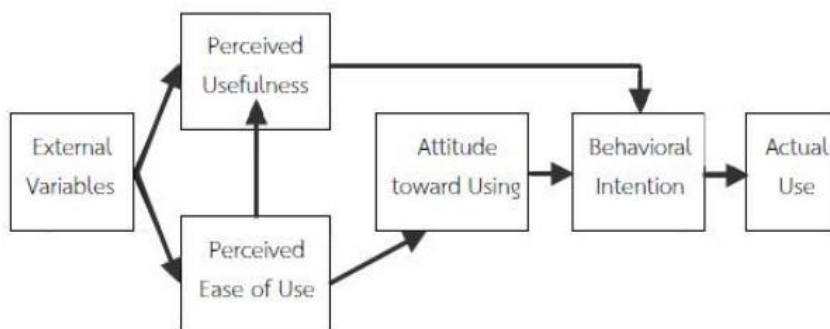 Perceived
Usefulness
External
Variables
Attitude
toward Using
Behavioral
Intention
Actual
Use
Perceived
Ease of Use